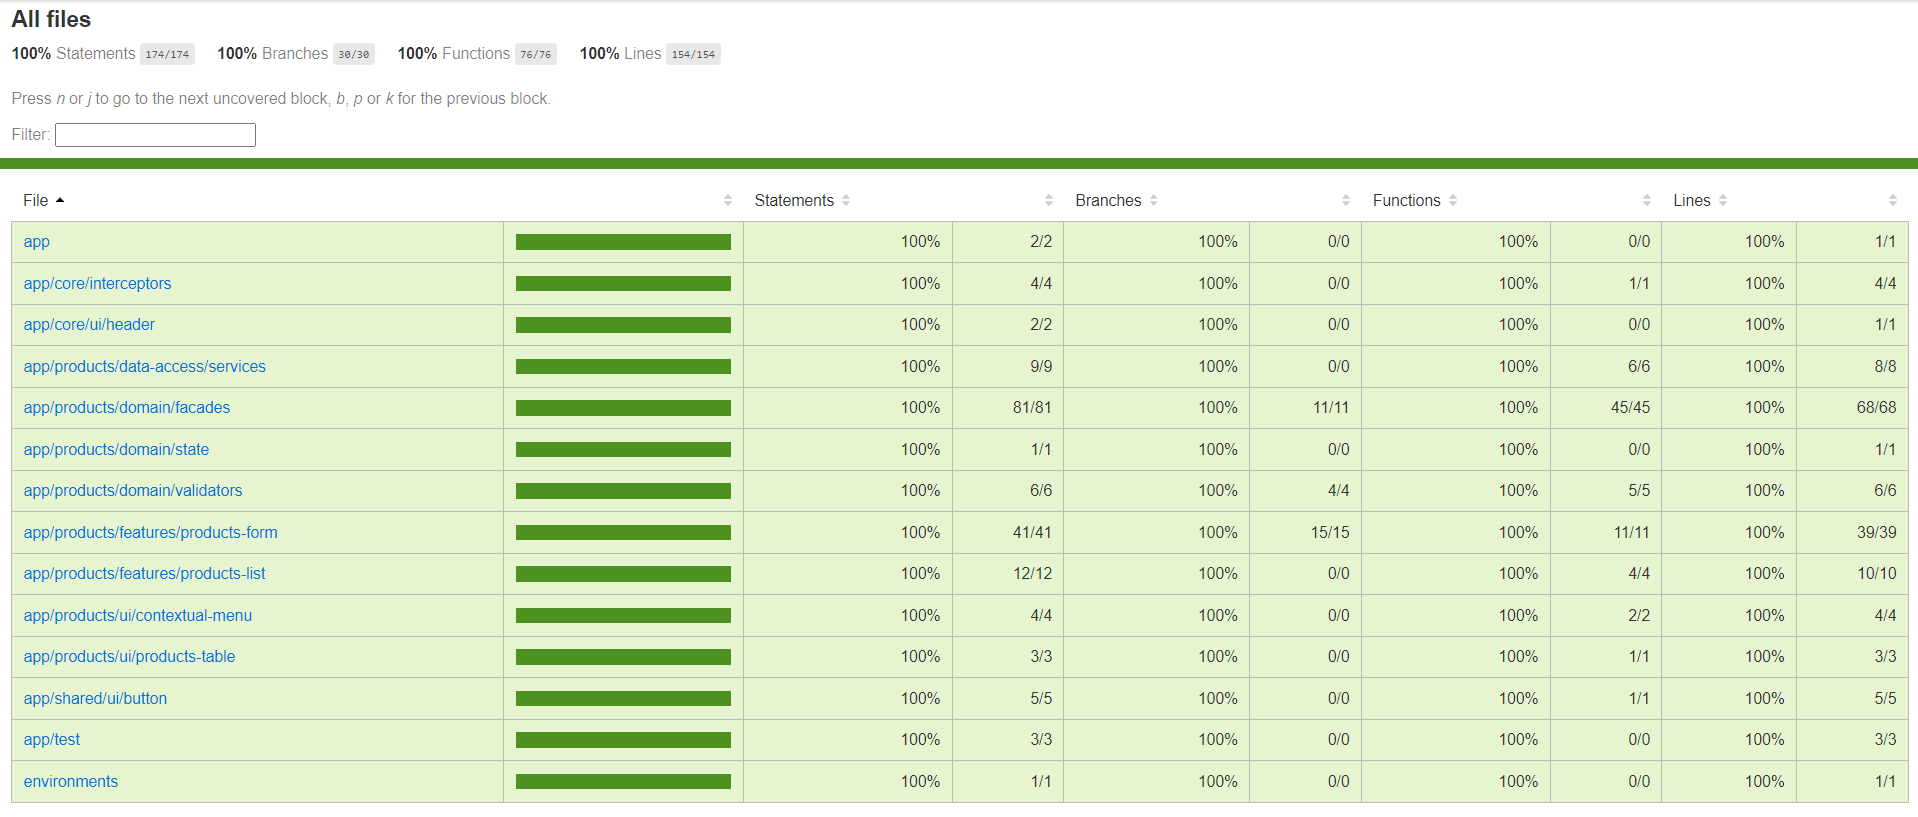 All files
100% Statements 174/174 100% Branches 30/30 100% Functions 76/76 100% Lines 154/154
Press n or j to go to the next uncovered block, b, p or k for the previous block.
Filter:
File Statements Branches Functions Lines
app 100% 2/2 100% 0/0 100% 0/0 100% 1/1
app/core/interceptors 100% 4/4 100% 0/0 100% 1/1 100% 4/4
app/core/ui/header 100% 2/2 100% 0/0 100% 0/0 100% 1/1
app/products/data-access/services 100% 9/9 100% 0/0 100% 6/6 100% 8/8
app/products/domain/facades 100% 81/81 100% 11/11 100% 45/45 100% 68/68
app/products/domain/state 100% 1/1 100% 0/0 100% 0/0 100% 1/1
app/products/domain/validators 100% 6/6 100% 4/4 100% 5/5 100% 6/6
app/products/features/products-form 100% 41/41 100% 15/15 100% 11/11 100% 39/39
app/products/features/products-list 100% 12/12 100% 0/0 100% 4/4 100% 10/10
app/products/ui/contextual-menu 100% 4/4 100% 0/0 100% 2/2 100% 4/4
app/products/ui/products-table 100% 3/3 100% 0/0 100% 1/1 100% 3/3
app/shared/ui/button 100% 5/5 100% 0/0 100% 1/1 100% 5/5
app/test 100% 3/3 100% 0/0 100% 0/0 100% 3/3
environments 100% 1/1 100% 0/0 100% 0/0 100% 1/1